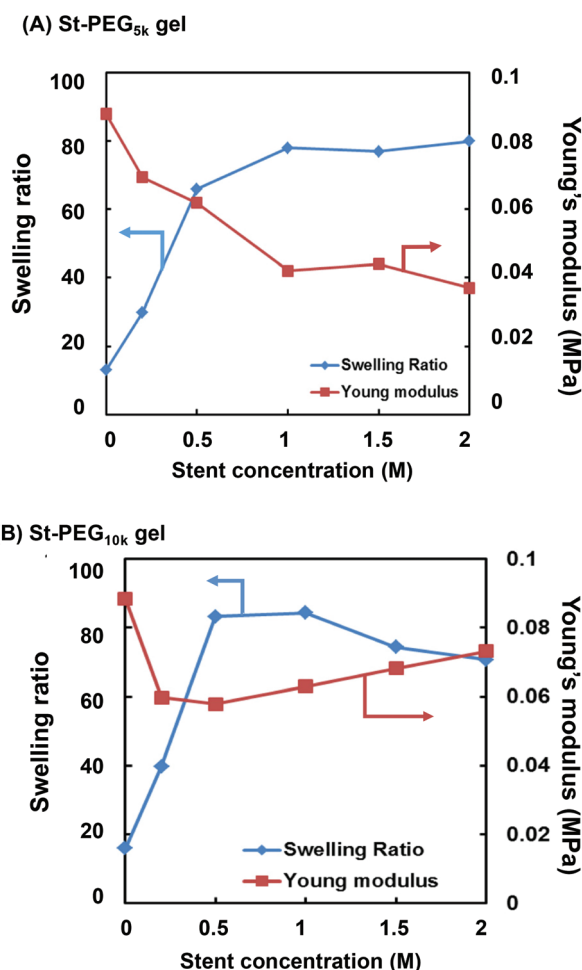 (A) St-PEG5k gel
100
80
60
40
20
0
Swelling ratio
0.1
0.08
0.06
0.04
0.02
0
Young's modulus (MPa)
Swelling Ratio
Young modulus
0
0.5
1
1.5
2
Stent concentration (M)
B) St-PEG10k gel
100
80
60
40
20
0
Swelling ratio
0.1
0.08
0.06
0.04
0.02
0
Young's modulus (MPa)
Swelling Ratio
Young modulus
0
0.5
1
1.5
2
Stent concentration (M)